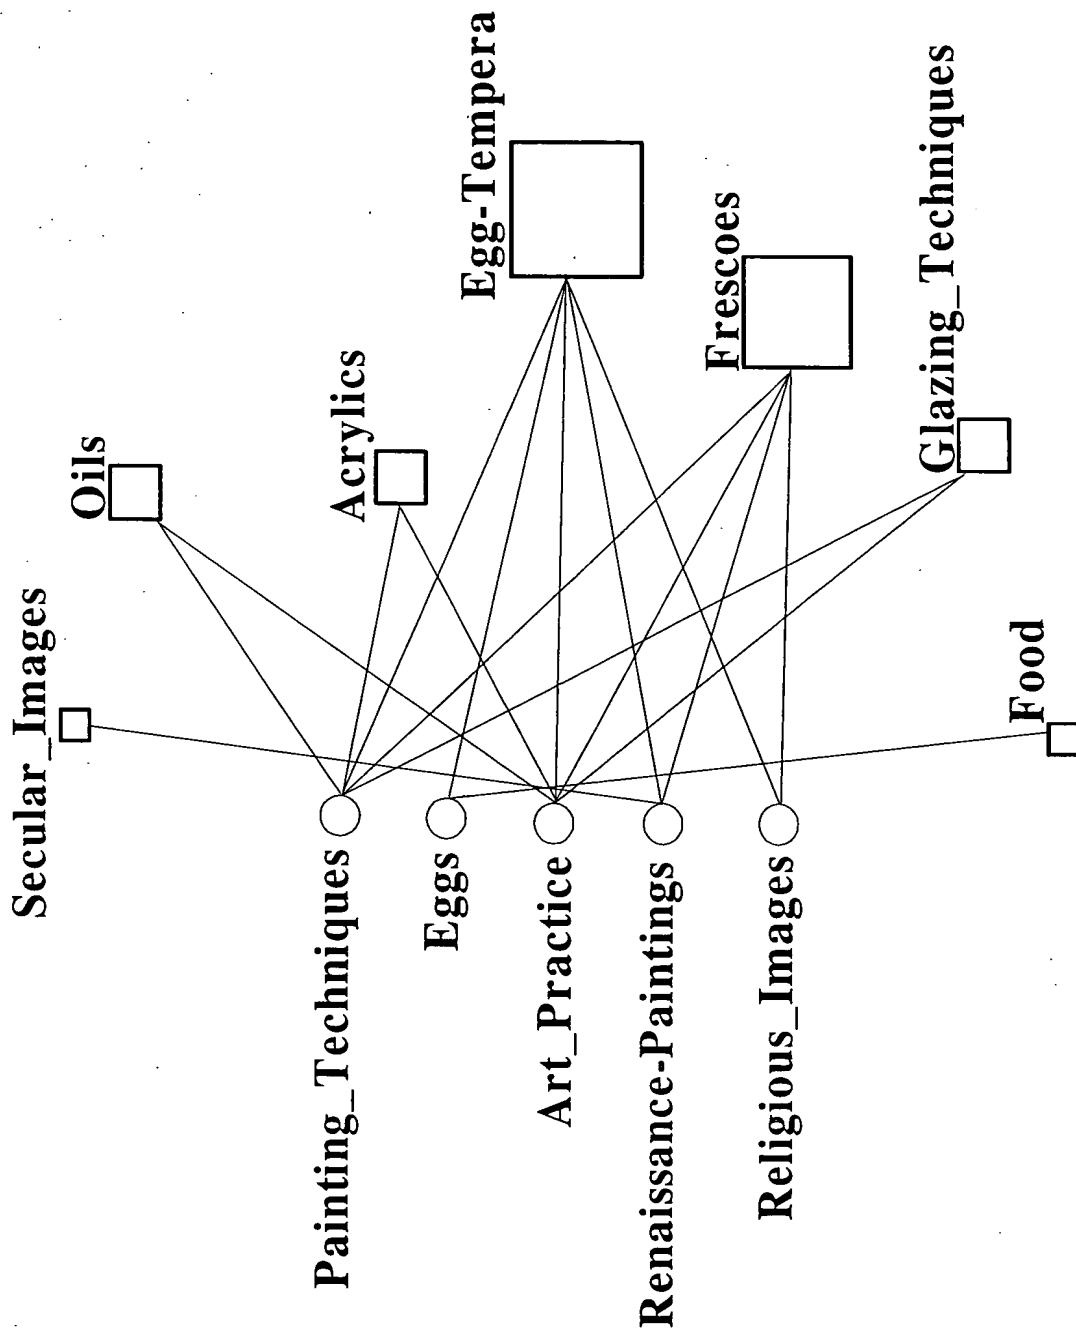 Egg-Tempera
Frescoes
Glazing_Techniques
Acrylics
Oils
Secular_Images
Food
Painting_Techniques
Eggs
Art_Practice
Renaissance-Paintings
Religious_Images